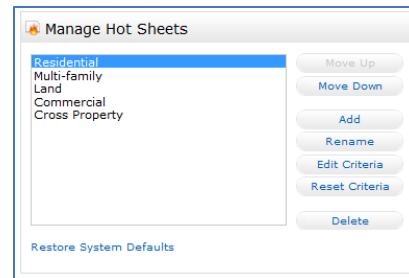 Manage Hot Sheets
Residential
Multi-family
Land
Commercial
Cross Property
Move Up
Move Down
Add
Rename
Edit Criteria
Reset Criteria
Delete
Restore System Defaults